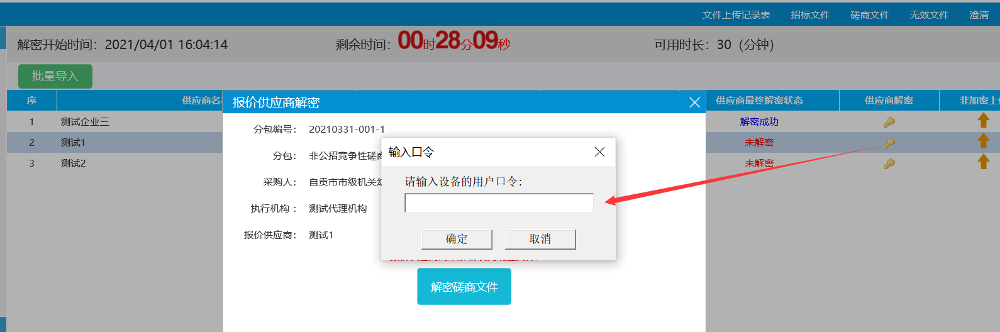 文件上传记录表 招标文件 磋商文件 无效文件 澄清
解密开始时间：2021/04/01 16:04:14 剩余时间：00时28分09秒 可用时长：30（分钟）
批量导入
序 供应商名 供应商最终解密状态 供应商解密 非加密上
1 测试企业三 解密成功
2 测试1 未解密
3 测试2 未解密
报价供应商解密
分包编号： 20210331-001-1
分包： 非公招竞争性磋商
采购人： 自贡市市级机关幼
执行机构 ： 测试代理机构
报价供应商： 测试1
输入口令
请输入设备的用户口令：
确定 取消
解密磋商文件